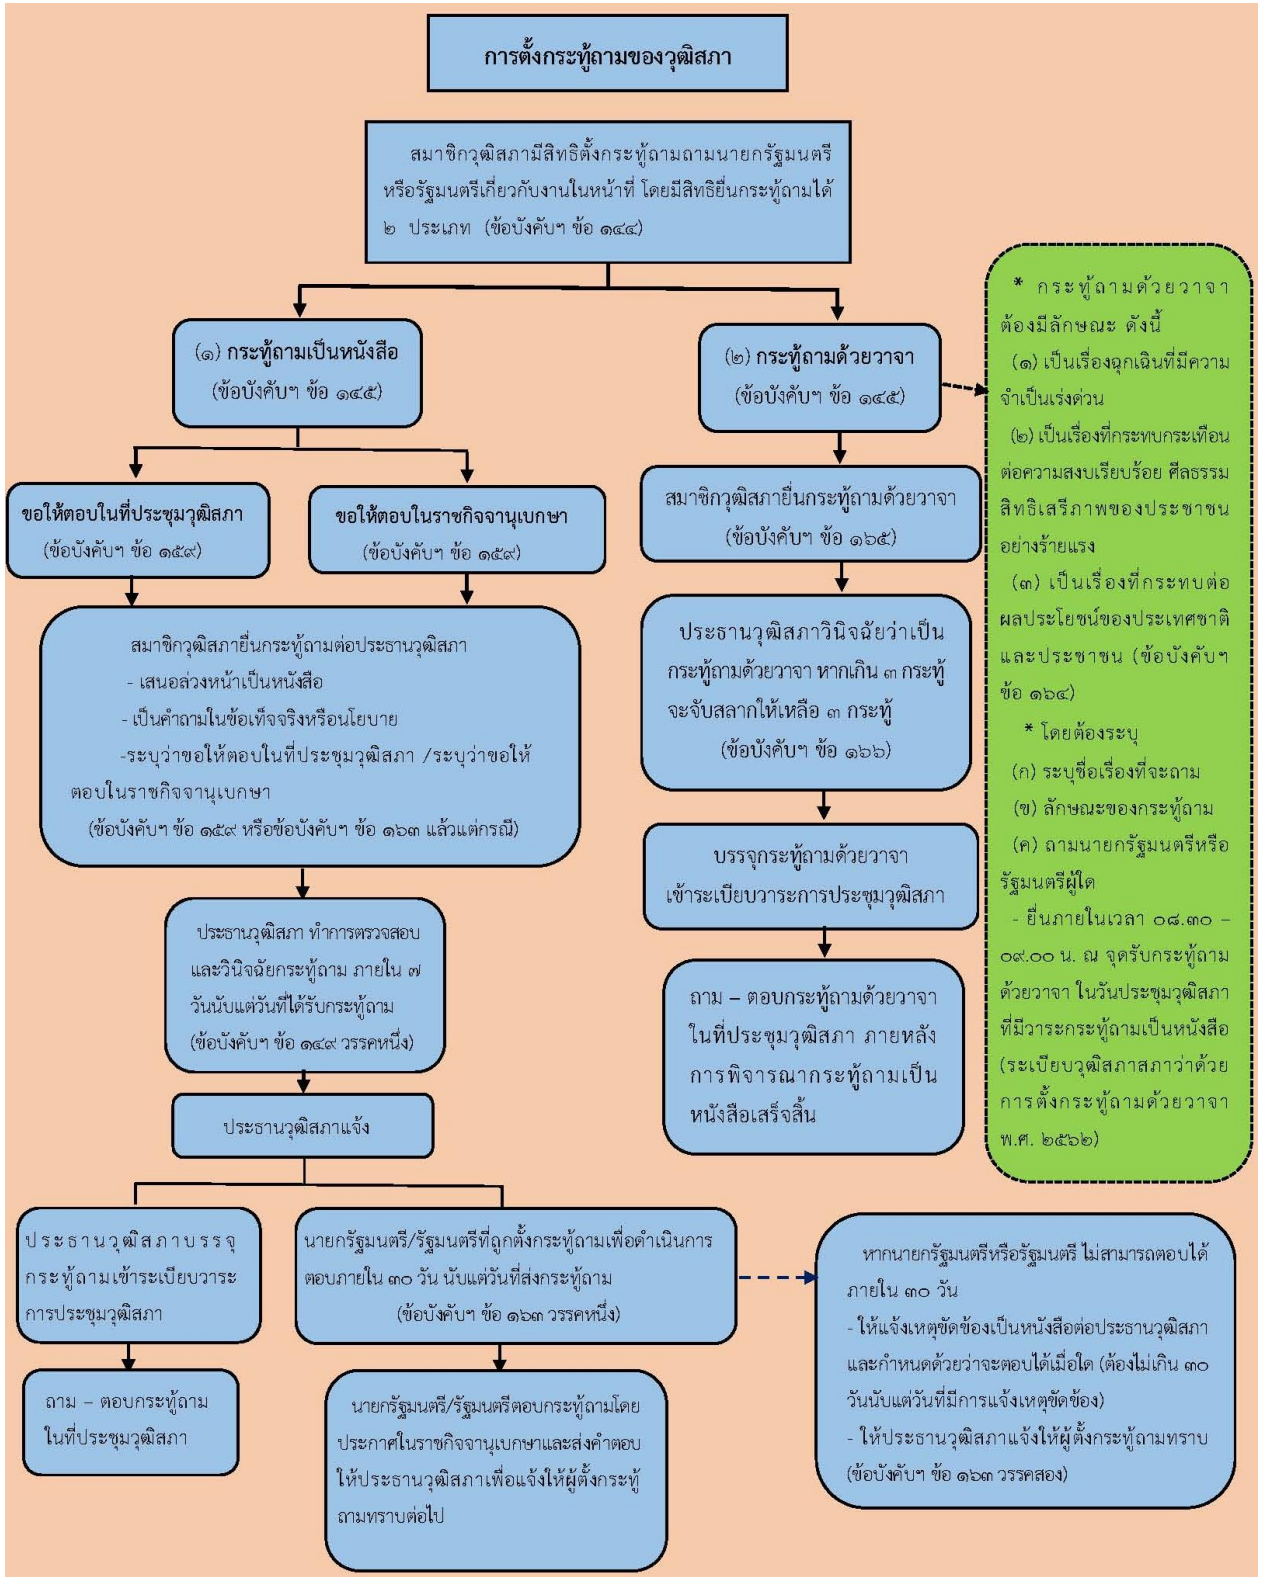 การตั้งกระทู้ถามของวุฒิสภา
สมาชิกวุฒิสภามีสิทธิตั้งกระทู้ถามถามนายกรัฐมนตรี
หรือรัฐมนตรีเกี่ยวกับงานในหน้าที่ โดยมีสิทธิยื่นกระทู้ถามได้
๒ ประเภท (ข้อบังคับฯ ข้อ ๑๔๔)
(๑) กระทู้ถามเป็นหนังสือ
(ข้อบังคับฯ ข้อ ๑๔๕)
ขอให้ตอบในที่ประชุมวุฒิสภา
(ข้อบังคับฯ ข้อ ๑๕๙)
ขอให้ตอบในราชกิจจานุเบกษา
(ข้อบังคับฯ ข้อ ๑๕๙)
สมาชิกวุฒิสภายื่นกระทู้ถามต่อประธานวุฒิสภา
- เสนอล่วงหน้าเป็นหนังสือ
- เป็นคำถามในข้อเท็จจริงหรือนโยบาย
-ระบุว่าขอให้ตอบในที่ประชุมวุฒิสภา /ระบุว่าขอให้
ตอบในราชกิจจานุเบกษา
(ข้อบังคับฯ ข้อ ๑๕๙ หรือข้อบังคับฯ ข้อ ๑๖๓ แล้วแต่กรณี)
ประธานวุฒิสภา ทำการตรวจสอบ
และวินิจฉัยกระทู้ถาม ภายใน ๗
วันนับแต่วันที่ได้รับกระทู้ถาม
(ข้อบังคับฯ ข้อ ๑๔๙ วรรคหนึ่ง)
ประธานวุฒิสภาแจ้ง
ประธานวุฒิสภาบรรจุ
กระทู้ถามเข้าระเบียบวาระ
การประชุมวุฒิสภา
ถาม – ตอบกระทู้ถาม
ในที่ประชุมวุฒิสภา
นายกรัฐมนตรี/รัฐมนตรีที่ถูกตั้งกระทู้ถามเพื่อดำเนินการ
ตอบภายใน ๓๐ วัน นับแต่วันที่ส่งกระทู้ถาม
(ข้อบังคับฯ ข้อ ๑๖๓ วรรคหนึ่ง)
นายกรัฐมนตรี/รัฐมนตรีตอบกระทู้ถามโดย
ประกาศในราชกิจจานุเบกษาและส่งคำตอบ
ให้ประธานวุฒิสภาเพื่อแจ้งให้ผู้ตั้งกระทู้
ถามทราบต่อไป
หากนายกรัฐมนตรีหรือรัฐมนตรี ไม่สามารถตอบได้
ภายใน ๓๐ วัน
- ให้แจ้งเหตุขัดข้องเป็นหนังสือต่อประธานวุฒิสภา
และกำหนดด้วยว่าจะตอบได้เมื่อใด (ต้องไม่เกิน ๓๐
วันนับแต่วันที่มีการแจ้งเหตุขัดข้อง)
- ให้ประธานวุฒิสภาแจ้งให้ผู้ตั้งกระทู้ถามทราบ
(ข้อบังคับฯ ข้อ ๑๖๓ วรรคสอง)
(๒) กระทู้ถามด้วยวาจา
(ข้อบังคับฯ ข้อ ๑๔๕)
สมาชิกวุฒิสภายื่นกระทู้ถามด้วยวาจา
(ข้อบังคับฯ ข้อ ๑๖๕)
ประธานวุฒิสภาวินิจฉัยว่าเป็น
กระทู้ถามด้วยวาจา หากเกิน ๓ กระทู้
จะจับสลากให้เหลือ ๓ กระทู้
(ข้อบังคับฯ ข้อ ๑๖๖)
บรรจุกระทู้ถามด้วยวาจา
เข้าระเบียบวาระการประชุมวุฒิสภา
ถาม – ตอบกระทู้ถามด้วยวาจา
ในที่ประชุมวุฒิสภา ภายหลัง
การพิจารณากระทู้ถามเป็น
หนังสือเสร็จสิ้น
* กระทู้ถามด้วยวาจา
ต้องมีลักษณะ ดังนี้
(๑) เป็นเรื่องฉุกเฉินที่มีความ
จำเป็นเร่งด่วน
(๒) เป็นเรื่องที่กระทบกระเทือน
ต่อความสงบเรียบร้อย ศีลธรรม
สิทธิเสรีภาพของประชาชน
อย่างร้ายแรง
(๓) เป็นเรื่องที่กระทบต่อ
ผลประโยชน์ของประเทศชาติ
และประชาชน (ข้อบังคับฯ
ข้อ ๑๖๔)
* โดยต้องระบุ
(ก) ระบุชื่อเรื่องที่จะถาม
(ข) ลักษณะของกระทู้ถาม
(ค) ถามนายกรัฐมนตรีหรือ
รัฐมนตรีผู้ใด
- ยื่นภายในเวลา ๐๘.๓๐ –
๐๙.๐๐ น. ณ จุดรับกระทู้ถาม
ด้วยวาจา ในวันประชุมวุฒิสภา
ที่มีวาระกระทู้ถามเป็นหนังสือ
(ระเบียบวุฒิสภาสภาว่าด้วย
การตั้งกระทู้ถามด้วยวาจา
พ.ศ. ๒๕๖๒)